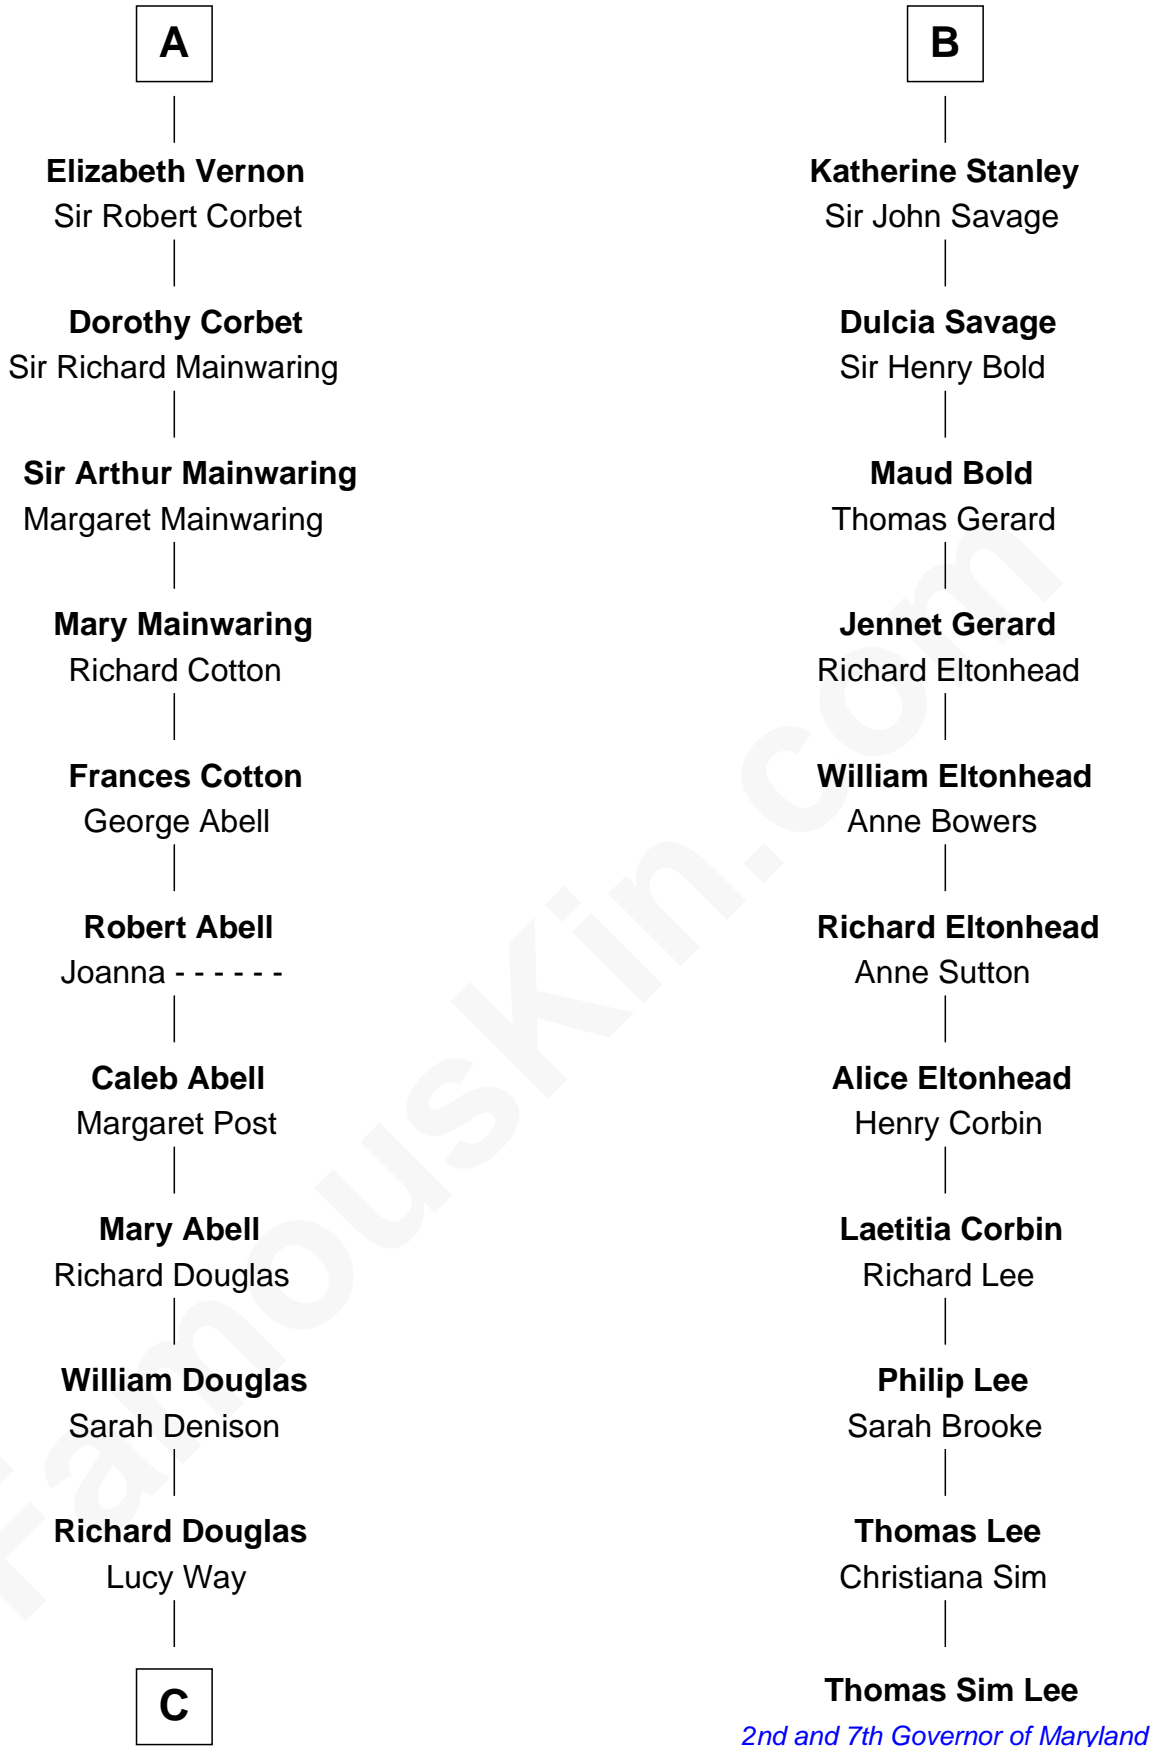 A
Elizabeth Vernon
Sir Robert Corbet
Dorothy Corbet
Sir Richard Mainwaring
Sir Arthur Mainwaring
Margaret Mainwaring
Mary Mainwaring
Richard Cotton
Frances Cotton
George Abell
Robert Abell
Joanna - - - - - -
Caleb Abell
Margaret Post
Mary Abell
Richard Douglas
William Douglas
Sarah Denison
Richard Douglas
Lucy Way
C
B
Katherine Stanley
Sir John Savage
Dulcia Savage
Sir Henry Bold
Maud Bold
Thomas Gerard
Jennet Gerard
Richard Eltonhead
William Eltonhead
Anne Bowers
Richard Eltonhead
Anne Sutton
Alice Eltonhead
Henry Corbin
Laetitia Corbin
Richard Lee
Philip Lee
Sarah Brooke
Thomas Lee
Christiana Sim
Thomas Sim Lee
2nd and 7th Governor of Maryland
FamousKin.com